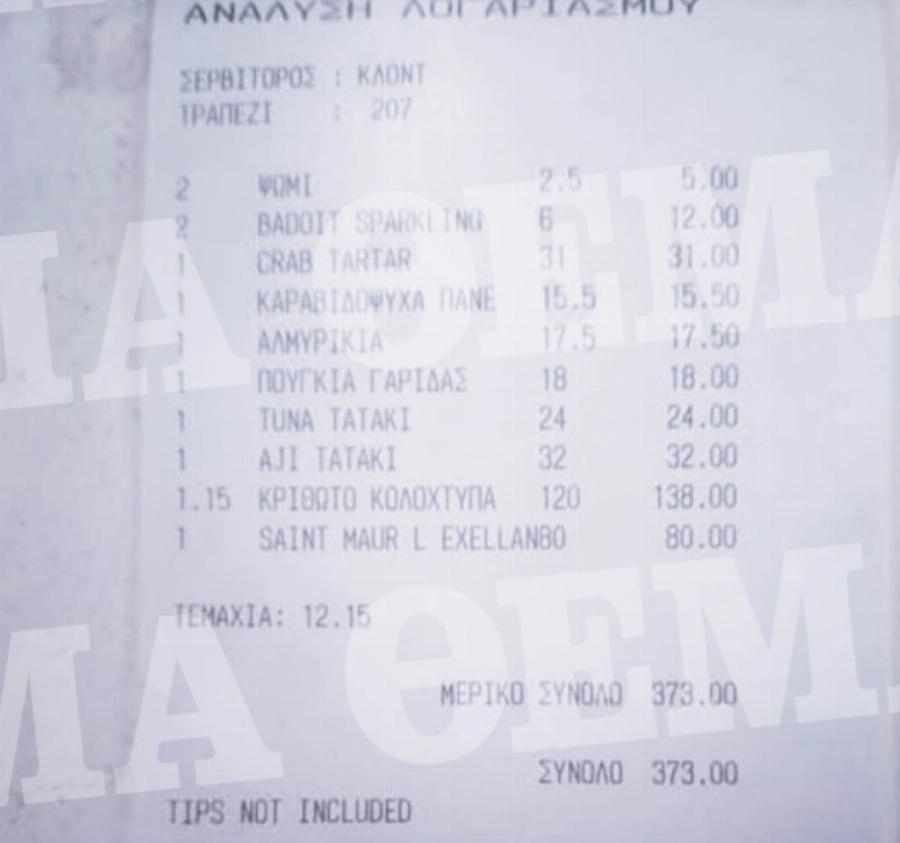 ΑΝΑΛΥΣΗ ΛΟΓΑΡΙΑΣΜΟΥ
ΣΕΡΒΙΤΟΡΟΣ : ΚΛΟΝΤ
ΤΡΑΠΕΖΙ : 207
2 ΨΩΜΙ 2.5 5.00
2 BADOIT SPARKLING 6 12.00
1 CRAB TARTAR 31 31.00
1 ΚΑΡΑΒΙΔΟΨΥΧΑ ΠΑΝΕ 15.5 15.50
1 ΑΛΜΥΡΙΚΙΑ 17.5 17.50
1 ΠΟΥΓΚΙΑ ΓΑΡΙΔΑΣ 18 18.00
1 TUNA TATAKI 24 24.00
1 AJI TATAKI 32 32.00
1.15 ΚΡΙΘΩΤΟ ΚΟΛΟΧΤΥΠΑ 120 138.00
1 SAINT MAUR L EXELLAN80 80.00
ΤΕΜΑΧΙΑ: 12.15
ΜΕΡΙΚΟ ΣΥΝΟΛΟ 373.00
ΣΥΝΟΛΟ 373.00
TIPS NOT INCLUDED
ΘΕΜΑ
ΘΕΜΑ